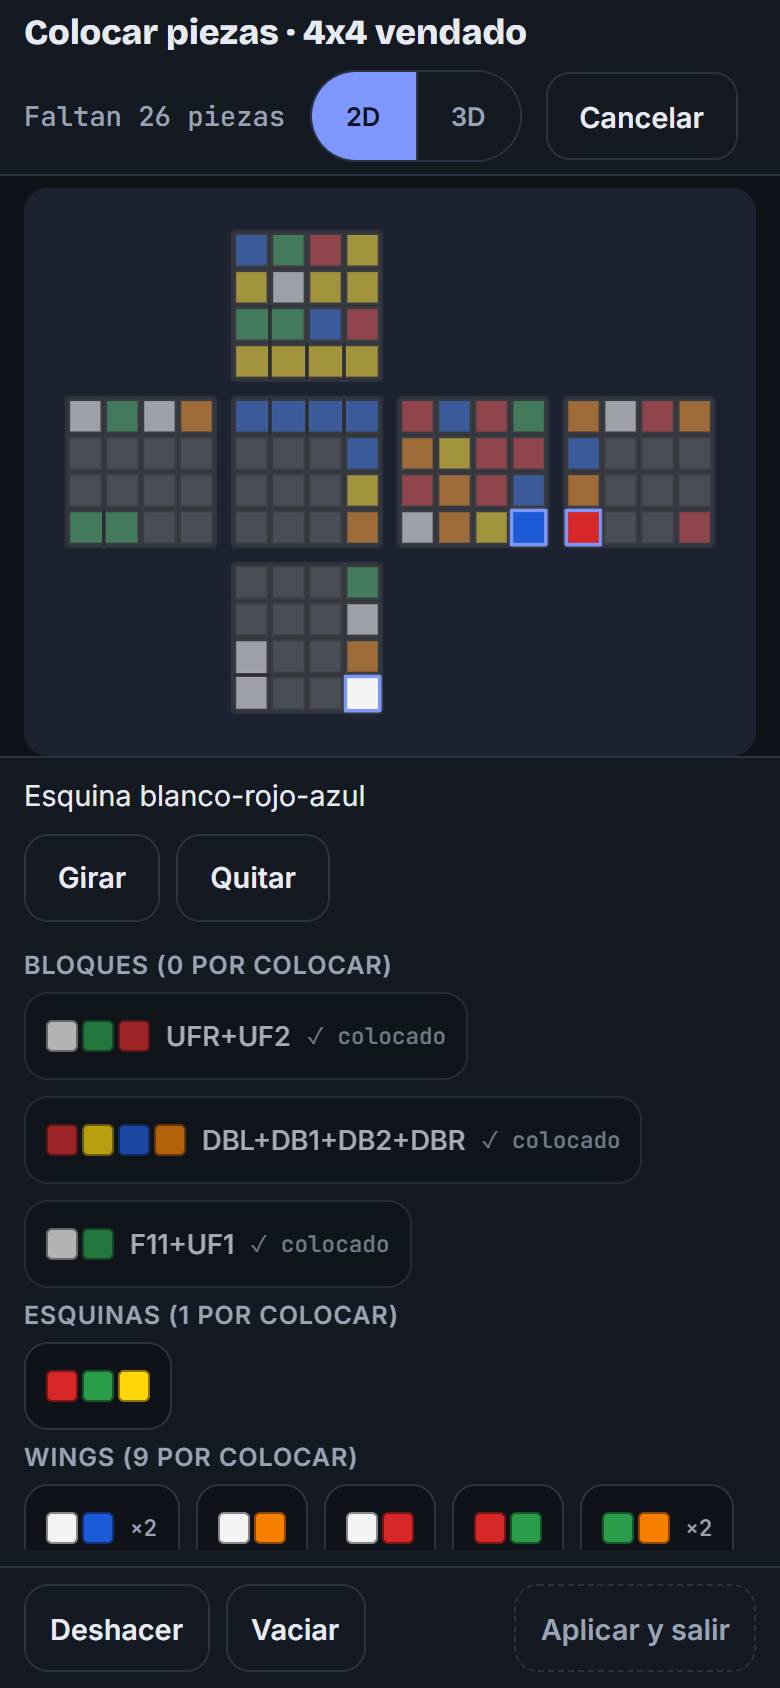 Colocar piezas · 4x4 vendado
Faltan 26 piezas 2D 3D Cancelar
Esquina blanco-rojo-azul
Girar Quitar
BLOQUES (0 POR COLOCAR)
UFR+UF2 ✓ colocado
DBL+DB1+DB2+DBR ✓ colocado
F11+UF1 ✓ colocado
ESQUINAS (1 POR COLOCAR)
WINGS (9 POR COLOCAR)
×2 ×2
Deshacer Vaciar Aplicar y salir